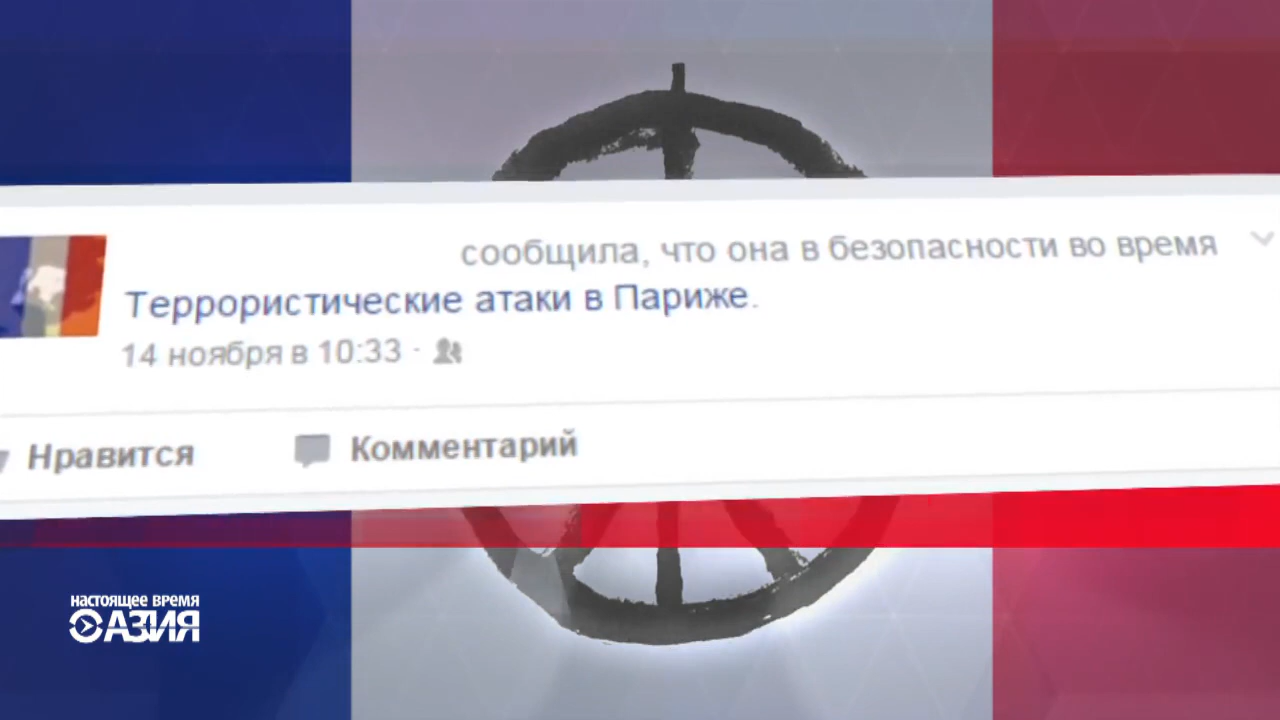 сообщила, что она в безопасности во время
Террористические атаки в Париже.
14 ноября в 10:33 ·
Нравится
Комментарий
НАСТОЯЩЕЕ ВРЕМЯ
АЗИЯ